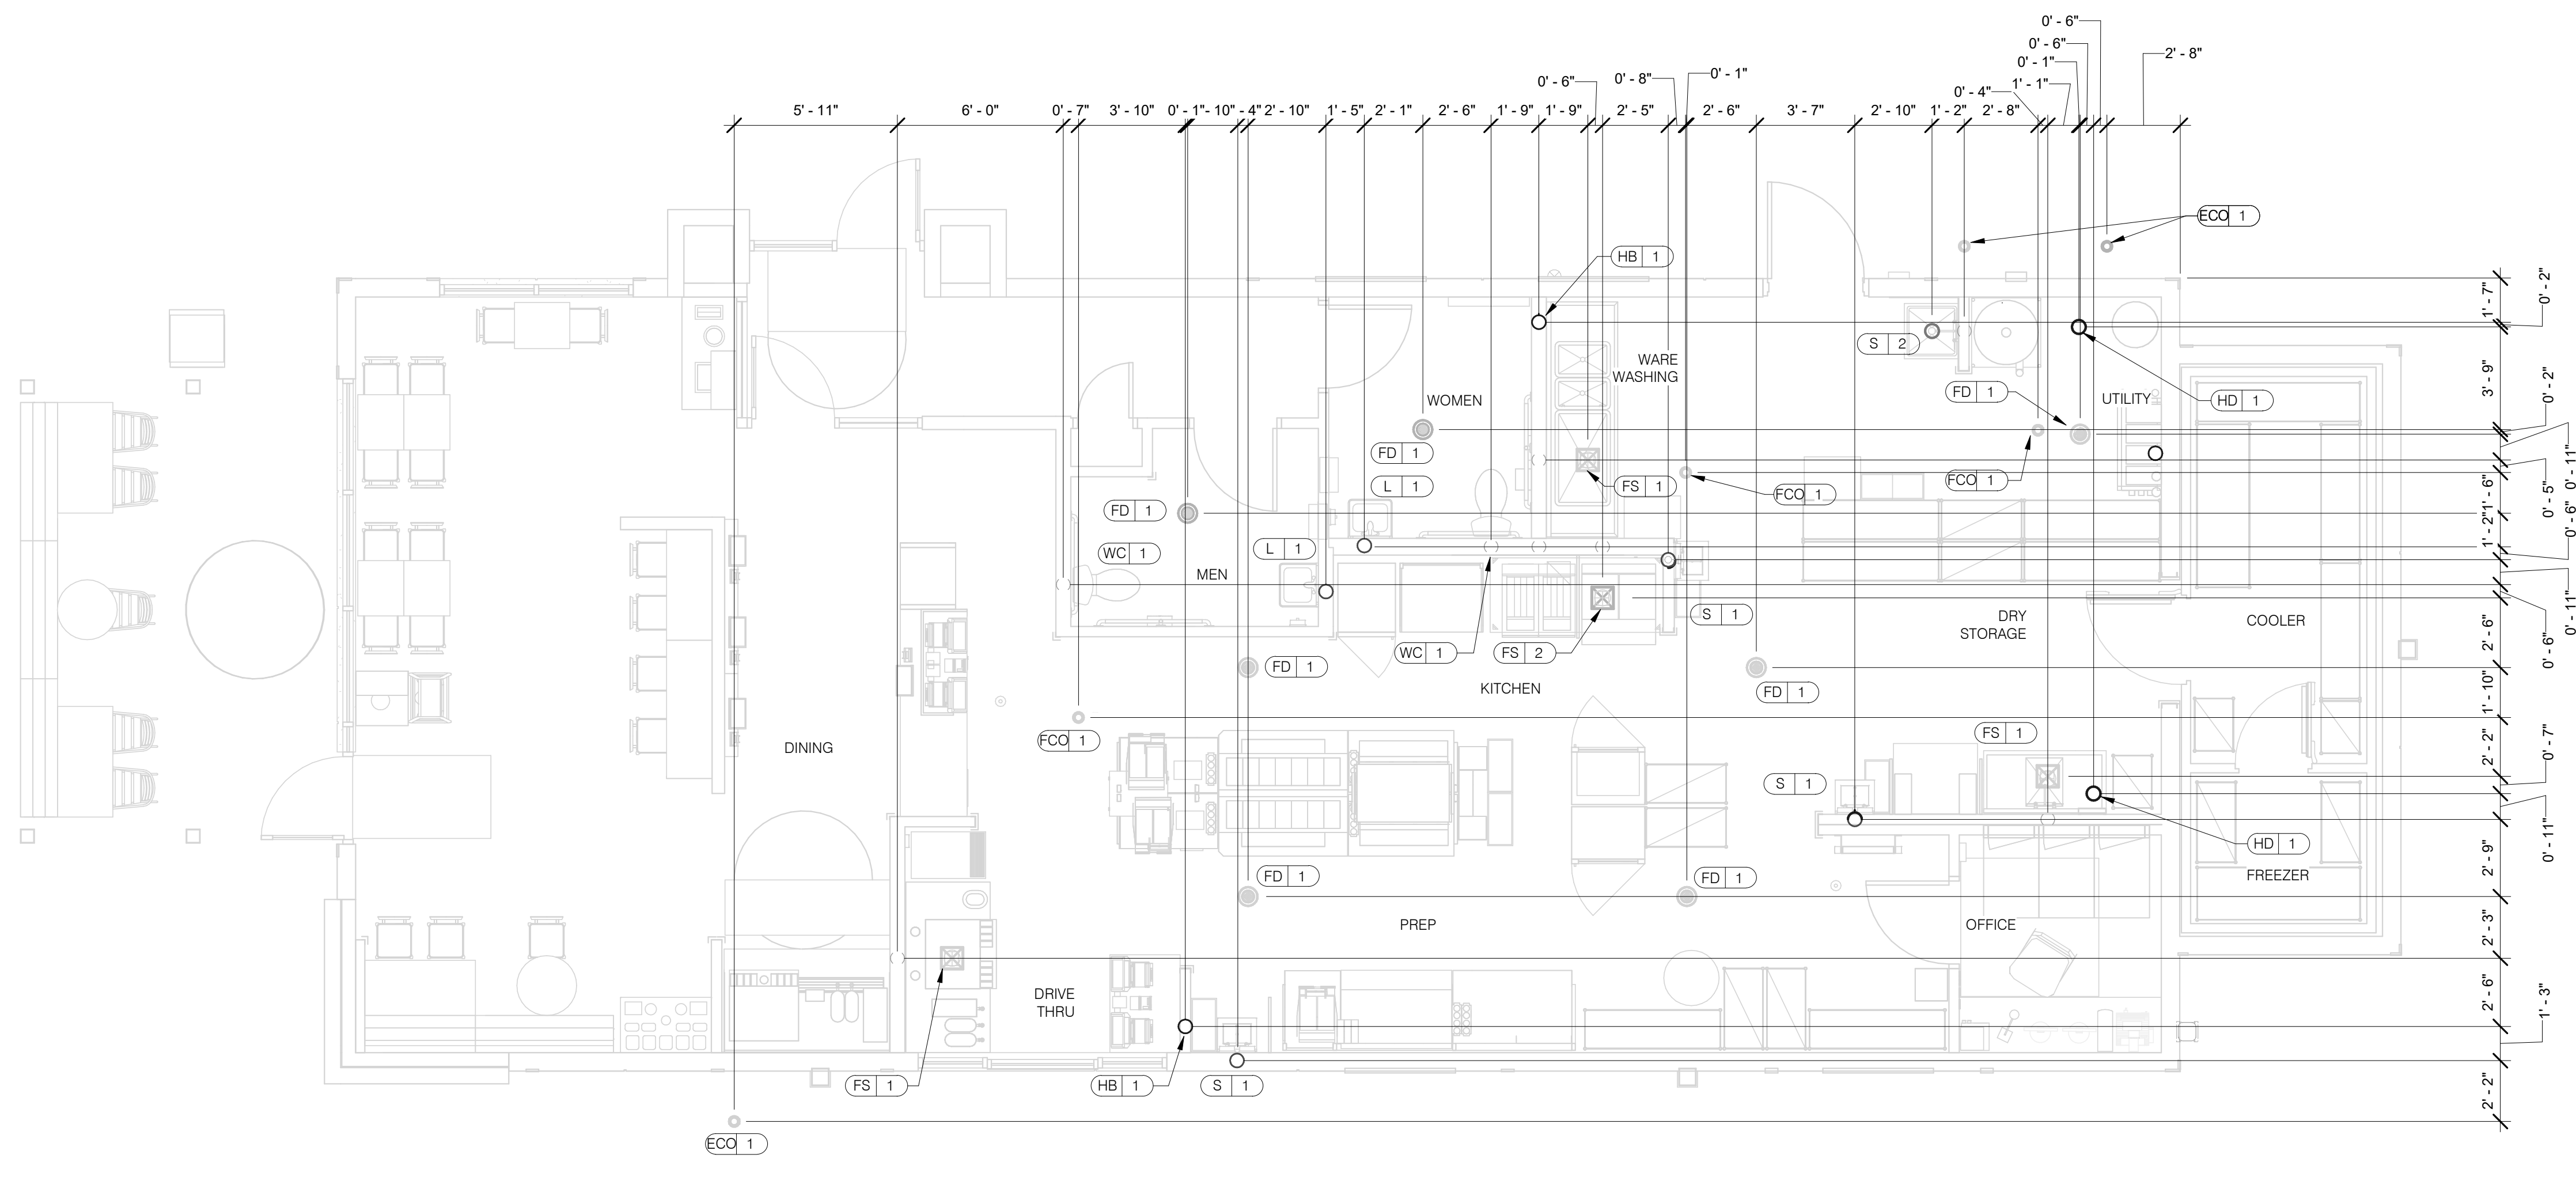 0' - 6"
0' - 6"
2' - 8"
0' - 1"
0' - 6"
0' - 8"
0' - 1"
1' - 1"
0' - 4"
5' - 11"
6' - 0"
0' - 7"
3' - 10"
0' - 1"
- 10"
- 4"
2' - 10"
1' - 5"
2' - 1"
2' - 6"
1' - 9"
1' - 9"
2' - 5"
2' - 6"
3' - 7"
2' - 10"
1' - 2"
2' - 8"
ECO 1
HB 1
0' - 2"
1' - 7"
S 2
WARE
WASHING
FD 1
UTILITY
HD 1
WOMEN
3' - 9"
0' - 2"
FD 1
FS 1
FCO 1
FCO 1
L 1
FD 1
0' - 11"
0' - 5"
1' - 6"
0' - 6"
1' - 2"
WC 1
L 1
MEN
S 1
DRY
STORAGE
COOLER
0' - 11"
0' - 6"
2' - 6"
WC 1
FS 2
FD 1
KITCHEN
FD 1
1' - 10"
FCO 1
DINING
FS 1
2' - 2"
0' - 7"
S 1
HD 1
0' - 11"
2' - 9"
FD 1
FD 1
FREEZER
PREP
OFFICE
2' - 3"
DRIVE
THRU
2' - 6"
1' - 3"
FS 1
HB 1
S 1
2' - 2"
ECO 1